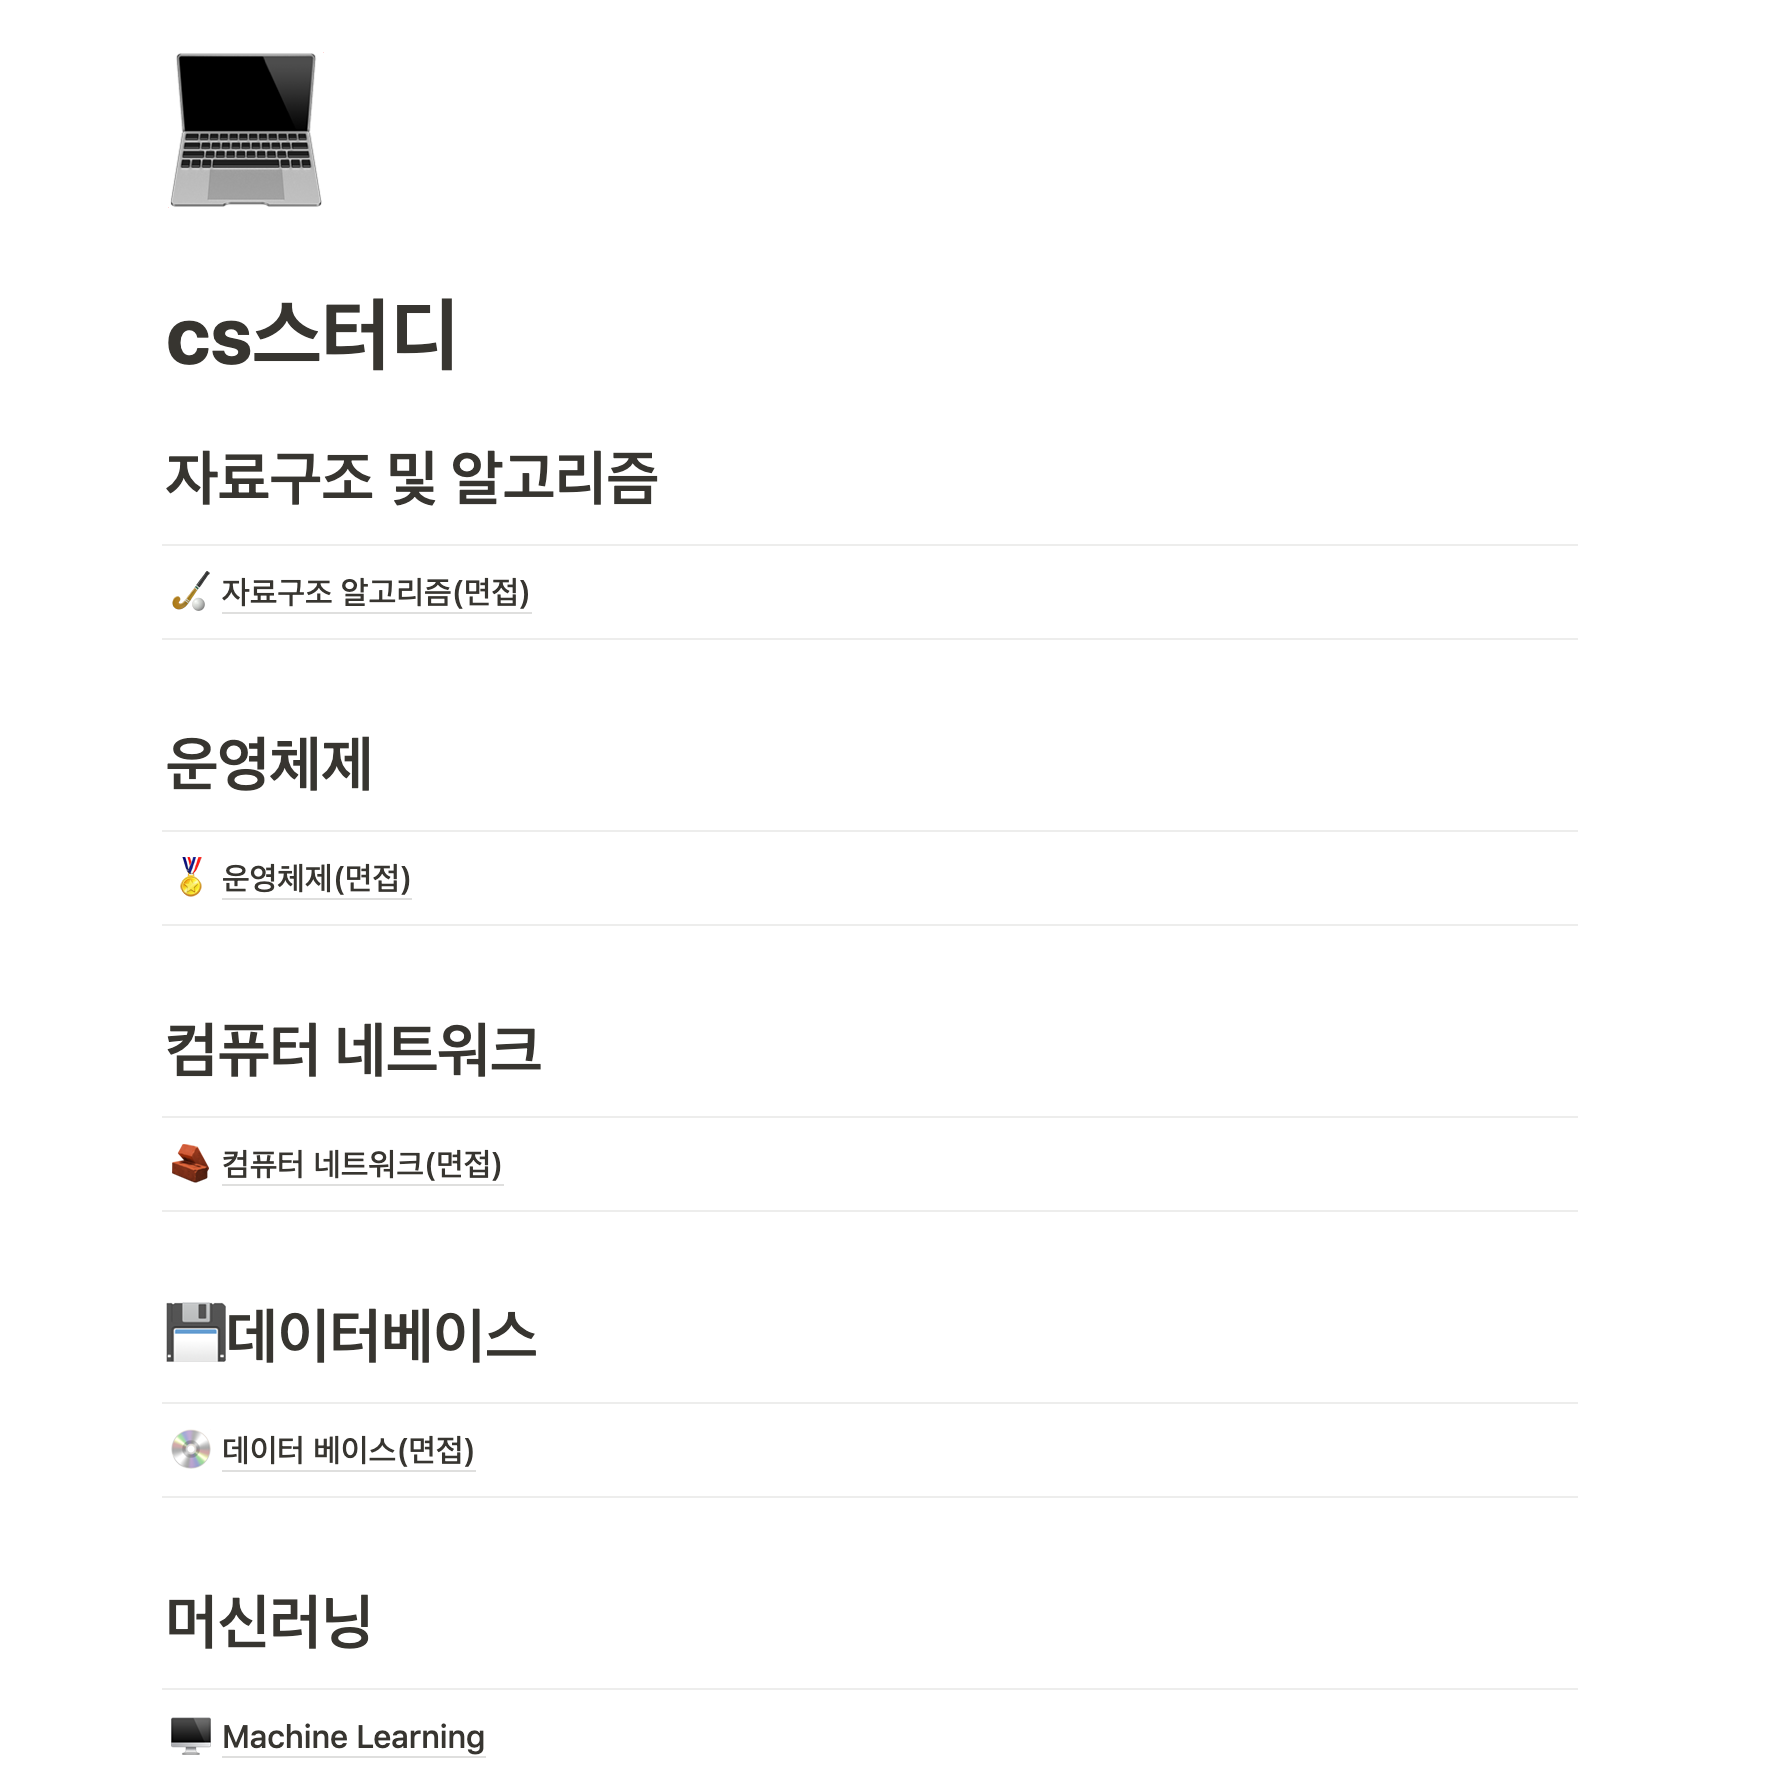 cs스터디
자료구조 및 알고리즘
자료구조 알고리즘(면접)
운영체제
운영체제(면접)
컴퓨터 네트워크
컴퓨터 네트워크(면접)
데이터베이스
데이터 베이스(면접)
머신러닝
Machine Learning